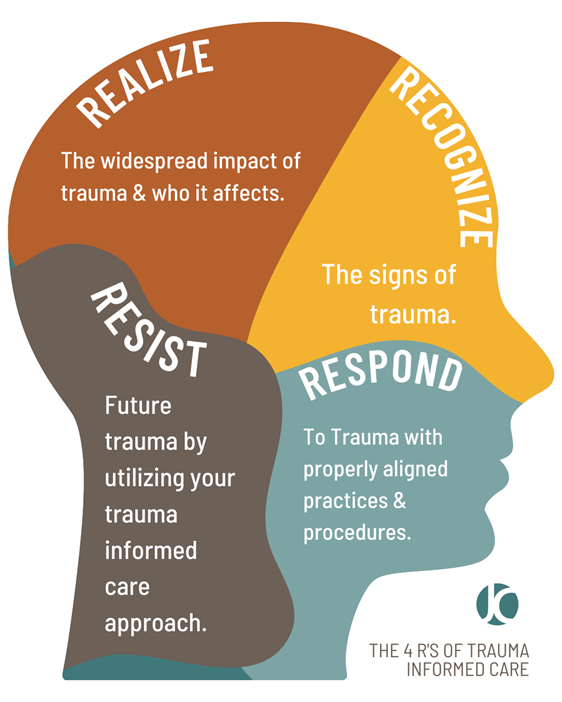 REALIZE
The widespread impact of
trauma & who it affects.
RECOGNIZE
The signs of
trauma.
RESIST
Future
trauma by
utilizing your
trauma
informed
care
approach.
RESPOND
To Trauma with
properly aligned
practices &
procedures.
JC
THE 4 R'S OF TRAUMA
INFORMED CARE